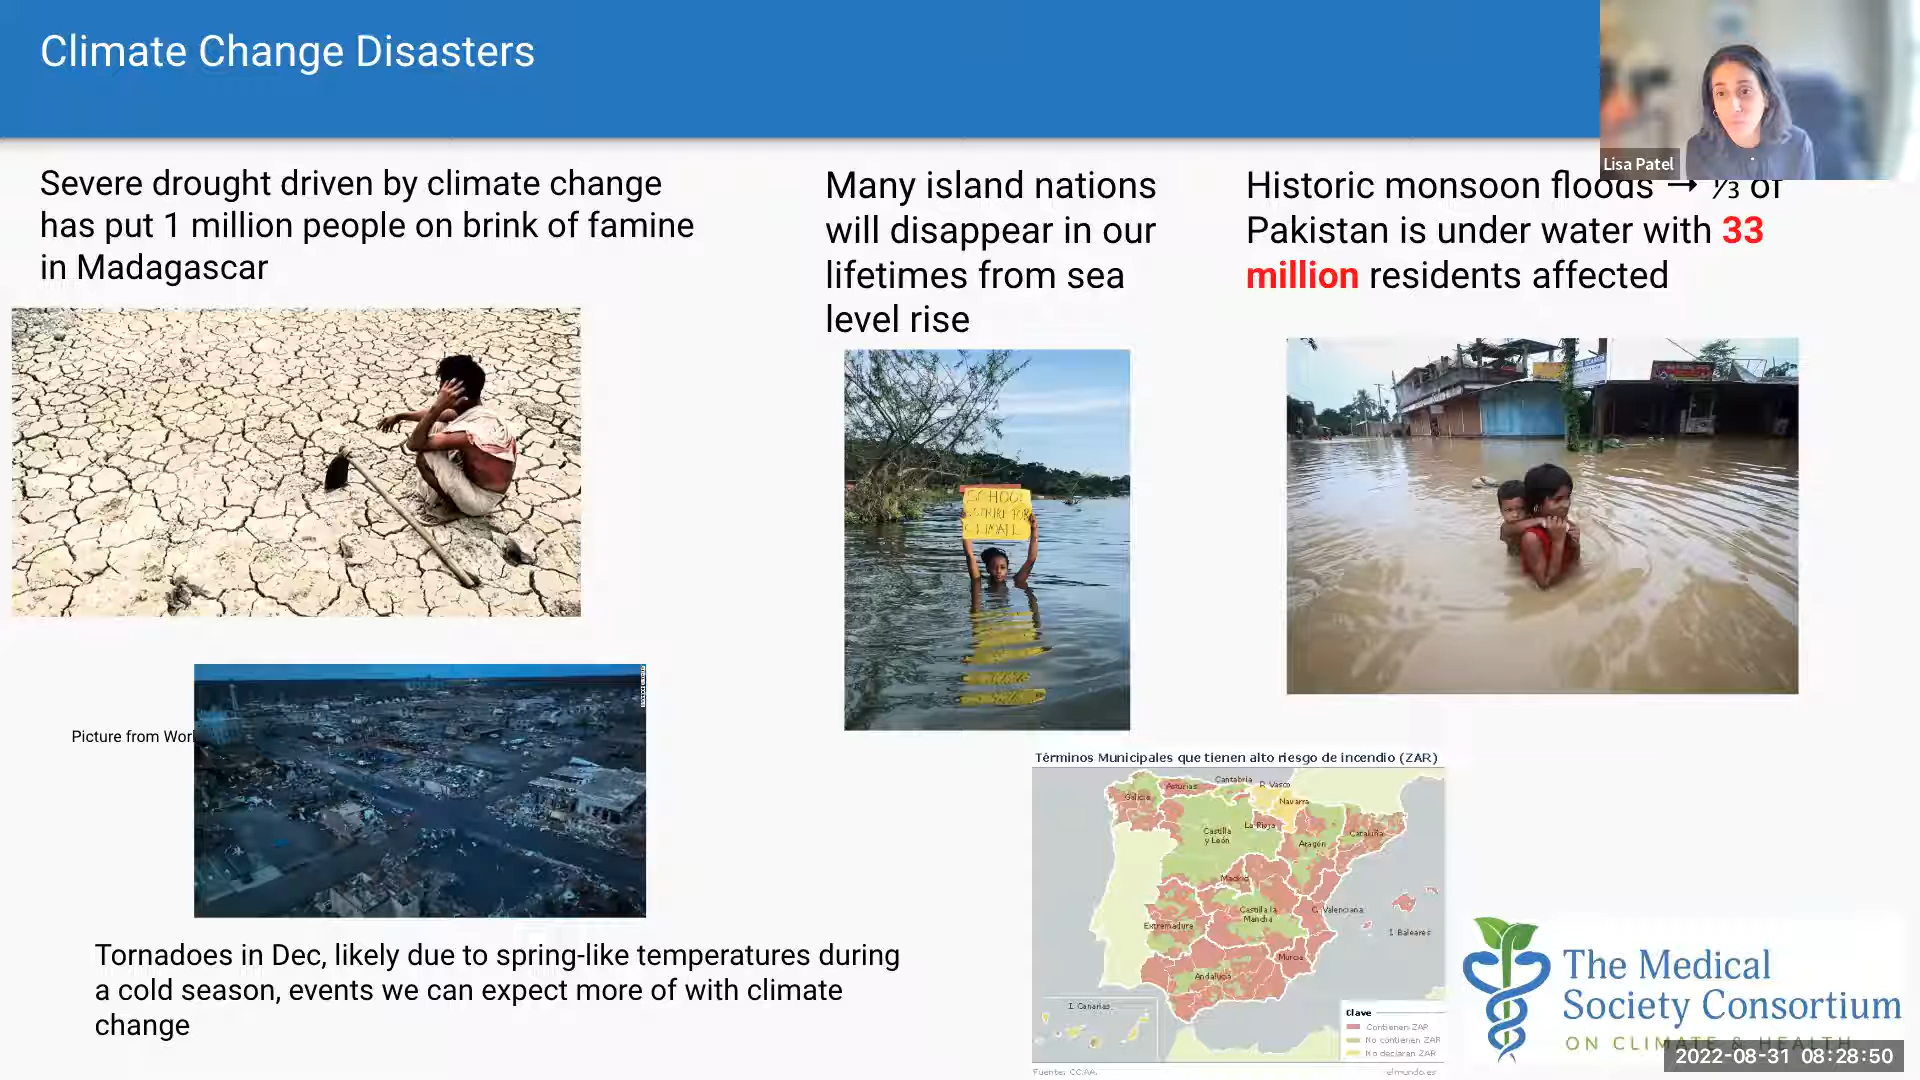 Climate Change Disasters
Lisa Patel
Severe drought driven by climate change
has put 1 million people on brink of famine
in Madagascar
Many island nations
will disappear in our
lifetimes from sea
level rise
Historic monsoon floods → ⅓ of
Pakistan is under water with 33
million residents affected
SCHOOL
STRIKE FOR
CLIMATE
Picture from Worl
Tornadoes in Dec, likely due to spring-like temperatures during
a cold season, events we can expect more of with climate
change
Términos Municipales que tienen alto riesgo de incendio (ZAR)
Cantabria
Asturias
P. Vasco
Galicia
Navarra
La Rioja
Castilla
y León
Cataluña
Aragón
Madrid
Castilla la
Mancha
C. Valenciana
Extremadura
I. Baleares
Murcia
Andalucía
I. Canarias
Clave
Contienen ZAR
No contienen ZAR
No declaran ZAR
Fuente: CC.AA.
elmundo.es
The Medical
Society Consortium
ON CLIMATE & HEALTH
2022-08-31 08:28:50